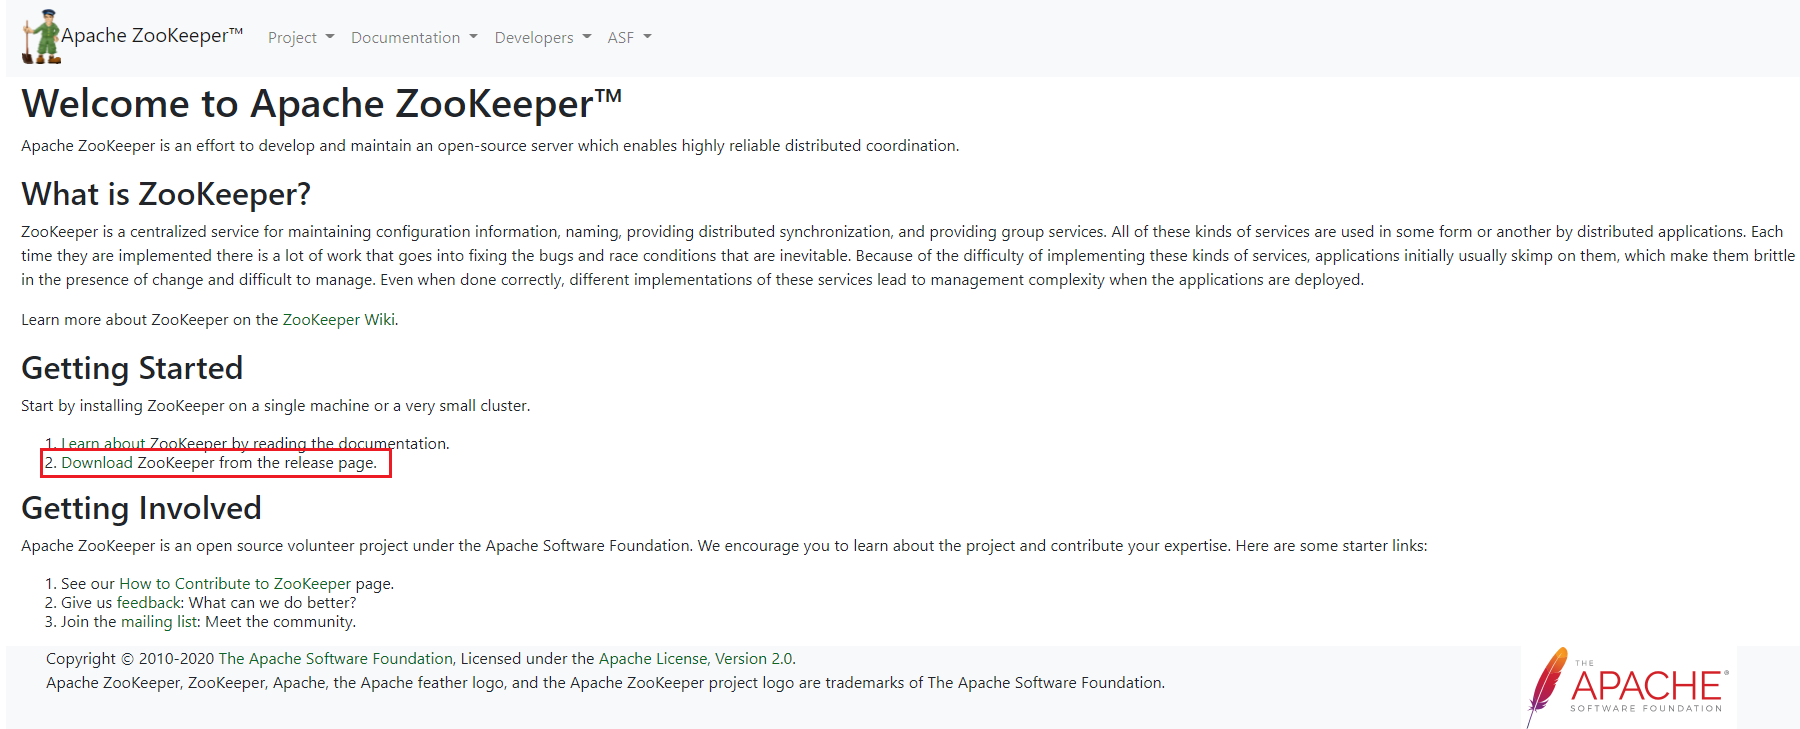 Apache ZooKeeper™ Project Documentation Developers ASF
Welcome to Apache ZooKeeper™
Apache ZooKeeper is an effort to develop and maintain an open-source server which enables highly reliable distributed coordination.
What is ZooKeeper?
ZooKeeper is a centralized service for maintaining configuration information, naming, providing distributed synchronization, and providing group services. All of these kinds of services are used in some form or another by distributed applications. Each
time they are implemented there is a lot of work that goes into fixing the bugs and race conditions that are inevitable. Because of the difficulty of implementing these kinds of services, applications initially usually skimp on them, which make them brittle
in the presence of change and difficult to manage. Even when done correctly, different implementations of these services lead to management complexity when the applications are deployed.
Learn more about ZooKeeper on the ZooKeeper Wiki.
Getting Started
Start by installing ZooKeeper on a single machine or a very small cluster.
1. Learn about ZooKeeper by reading the documentation.
2. Download ZooKeeper from the release page.
Getting Involved
Apache ZooKeeper is an open source volunteer project under the Apache Software Foundation. We encourage you to learn about the project and contribute your expertise. Here are some starter links:
1. See our How to Contribute to ZooKeeper page.
2. Give us feedback: What can we do better?
3. Join the mailing list: Meet the community.
Copyright © 2010-2020 The Apache Software Foundation, Licensed under the Apache License, Version 2.0.
Apache ZooKeeper, ZooKeeper, Apache, the Apache feather logo, and the Apache ZooKeeper project logo are trademarks of The Apache Software Foundation.
THE
APACHE®
SOFTWARE FOUNDATION